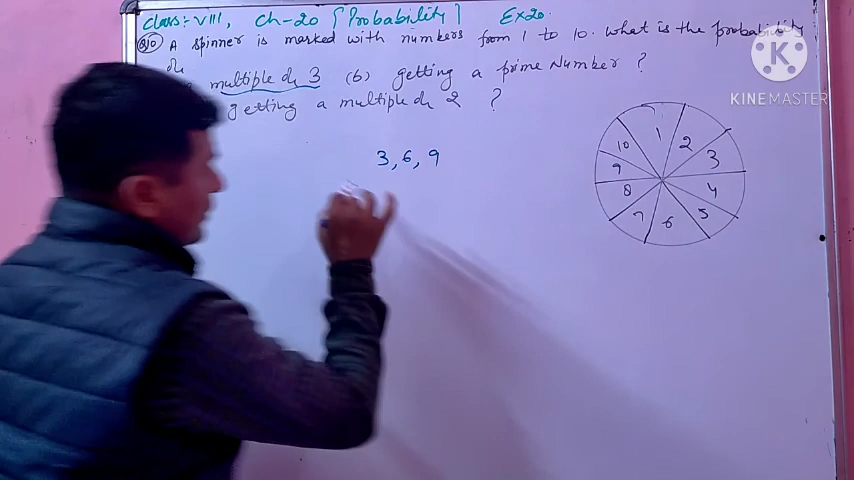 Class:- VIII, Ch-20 [Probability] Ex20.
Q10 A spinner is marked with numbers from 1 to 10. what is the probability
of
multiple of 3 (b) getting a prime Number ?
getting a multiple of 2 ?
3, 6, 9
1
2
3
4
5
6
7
8
9
10
K
KINEMASTER